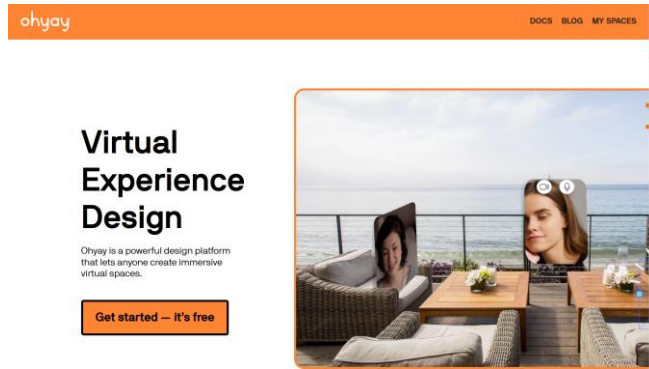 ohyay
DOCS BLOG MY SPACES
Virtual
Experience
Design
Ohyay is a powerful design platform
that lets anyone create immersive
virtual spaces.
Get started — it's free